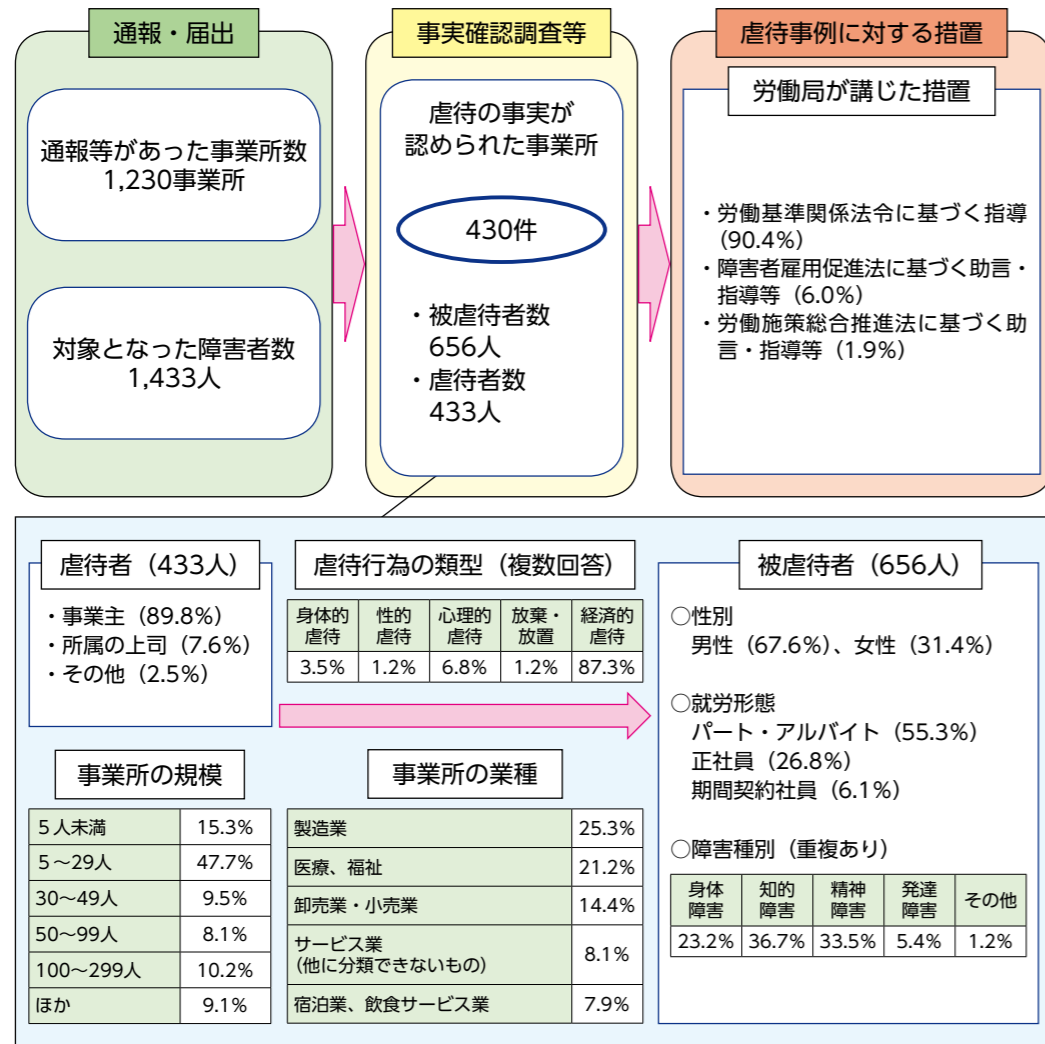 通報・届出
通報等があった事業所数
1,230事業所
対象となった障害者数
1,433人
事実確認調査等
虐待の事実が
認められた事業所
430件
・被虐待者数
656人
・虐待者数
433人
虐待事例に対する措置
労働局が講じた措置
・労働基準関係法令に基づく指導
（90.4%）
・障害者雇用促進法に基づく助言・
指導等（6.0%）
・労働施策総合推進法に基づく助
言・指導等（1.9%）
虐待者（433人）
・事業主（89.8%）
・所属の上司（7.6%）
・その他（2.5%）
虐待行為の類型（複数回答）
身体的 性的 心理的 放棄・ 経済的
虐待 虐待 虐待 放置 虐待
3.5% 1.2% 6.8% 1.2% 87.3%
事業所の規模
5人未満 15.3%
5～29人 47.7%
30～49人 9.5%
50～99人 8.1%
100～299人 10.2%
ほか 9.1%
事業所の業種
製造業 25.3%
医療、福祉 21.2%
卸売業・小売業 14.4%
サービス業
（他に分類できないもの） 8.1%
宿泊業、飲食サービス業 7.9%
被虐待者（656人）
○性別
男性（67.6%）、女性（31.4%）
○就労形態
パート・アルバイト（55.3%）
正社員（26.8%）
期間契約社員（6.1%）
○障害種別（重複あり）
身体 知的 精神 発達 その他
障害 障害 障害 障害
23.2% 36.7% 33.5% 5.4% 1.2%